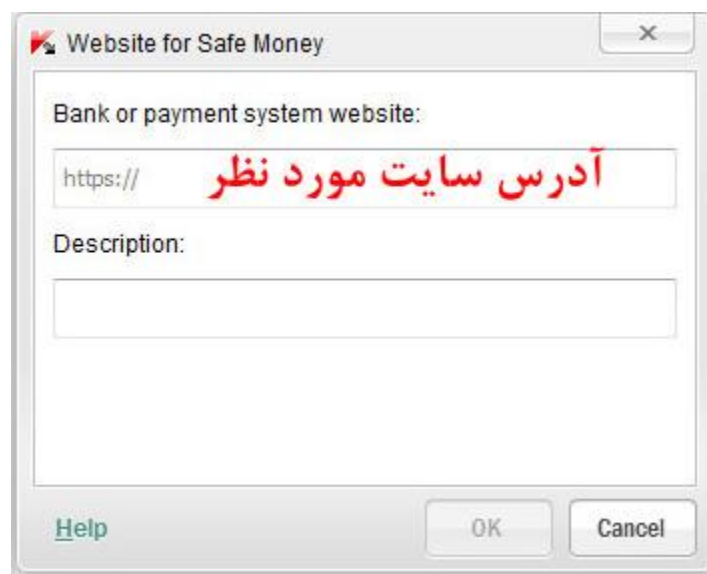 Website for Safe Money
Bank or payment system website:
https:// آدرس سایت مورد نظر
Description:
Help OK Cancel